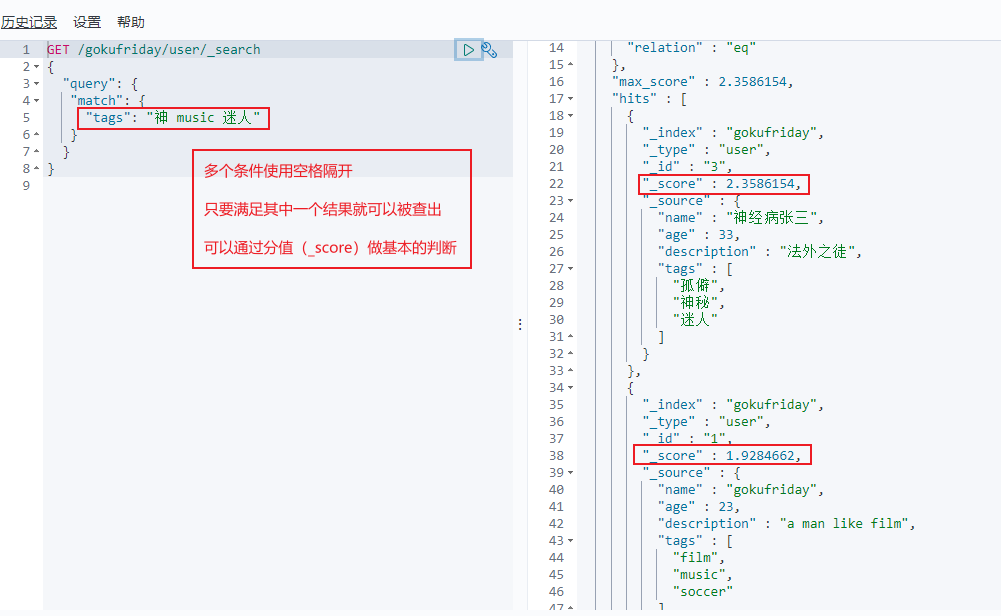 历史记录 设置 帮助
1 GET /gokufriday/user/_search
2 {
3 "query": {
4 "match": {
5 "tags": "神 music 迷人"
6 }
7 }
8 }
9
多个条件使用空格隔开
只要满足其中一个结果就可以被查出
可以通过分值（_score）做基本的判断
14 "relation" : "eq"
15 },
16 "max_score" : 2.3586154,
17 "hits" : [
18 {
19 "_index" : "gokufriday",
20 "_type" : "user",
21 "_id" : "3",
22 "_score" : 2.3586154,
23 "_source" : {
24 "name" : "神经病张三",
25 "age" : 33,
26 "description" : "法外之徒",
27 "tags" : [
28 "孤僻",
29 "神秘",
30 "迷人"
31 ]
32 }
33 },
34 {
35 "_index" : "gokufriday",
36 "_type" : "user",
37 "_id" : "1",
38 "_score" : 1.9284662,
39 "_source" : {
40 "name" : "gokufriday",
41 "age" : 23,
42 "description" : "a man like film",
43 "tags" : [
44 "film",
45 "music",
46 "soccer"
47 ]